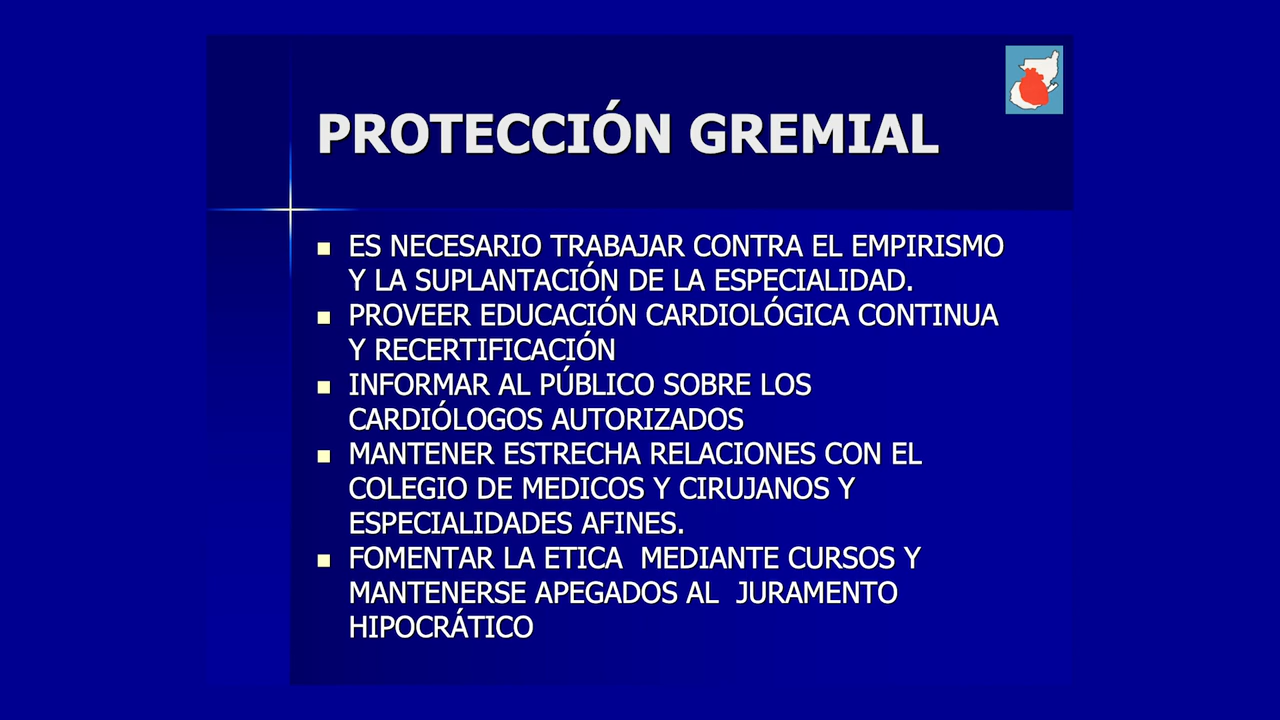 PROTECCIÓN GREMIAL
ES NECESARIO TRABAJAR CONTRA EL EMPIRISMO
Y LA SUPLANTACIÓN DE LA ESPECIALIDAD.
PROVEER EDUCACIÓN CARDIOLÓGICA CONTINUA
Y RECERTIFICACIÓN
INFORMAR AL PÚBLICO SOBRE LOS
CARDIÓLOGOS AUTORIZADOS
MANTENER ESTRECHA RELACIONES CON EL
COLEGIO DE MEDICOS Y CIRUJANOS Y
ESPECIALIDADES AFINES.
FOMENTAR LA ETICA  MEDIANTE CURSOS Y
MANTENERSE APEGADOS AL  JURAMENTO
HIPOCRÁTICO